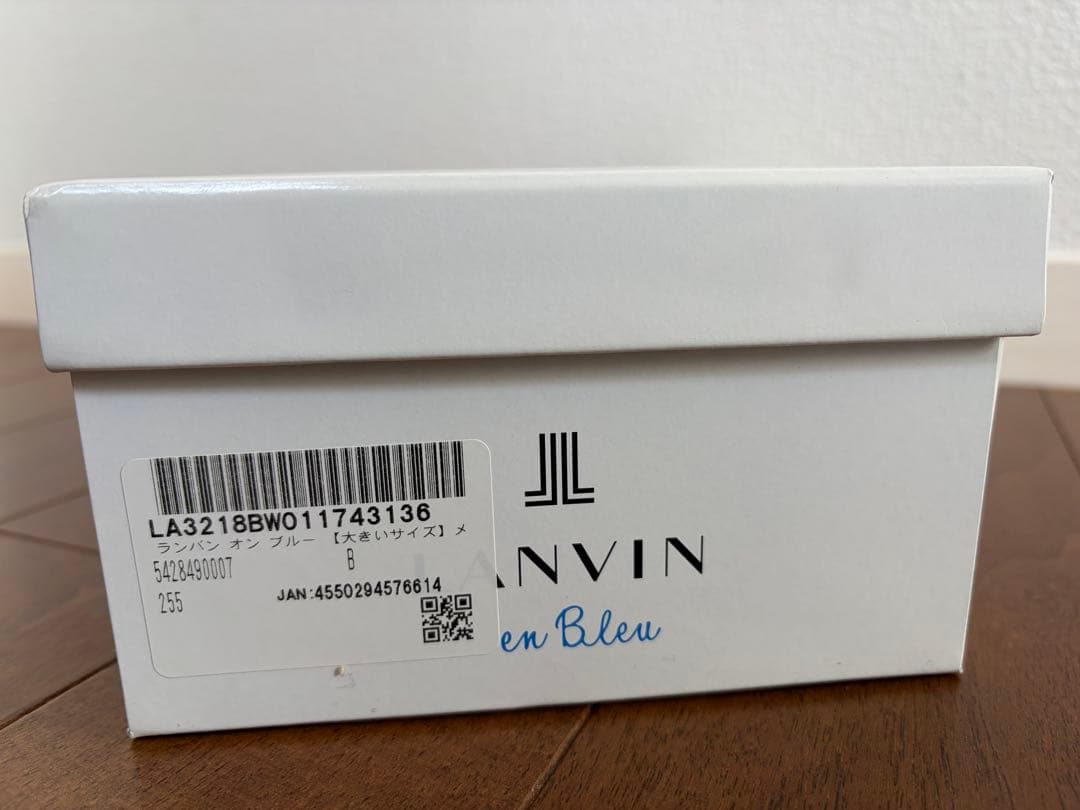 LA3218BW011743136
ランバン オン ブルー 【大きいサイズ】メ
5428490007 B
255 JAN:4550294576614
LANVIN
en Bleu